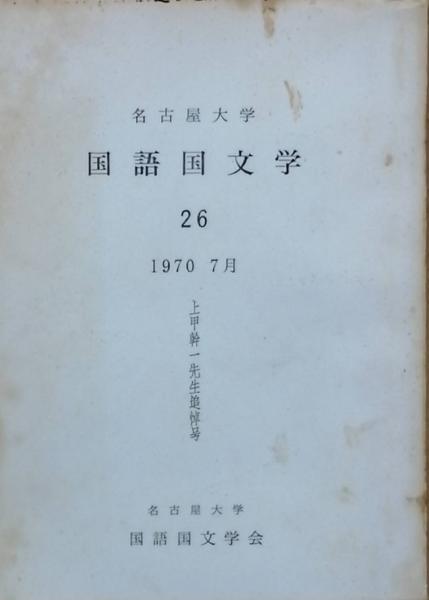 名古屋大学
国語国文学
26
1970 7月
上甲幹一先生追悼号
名古屋大学
国語国文学会